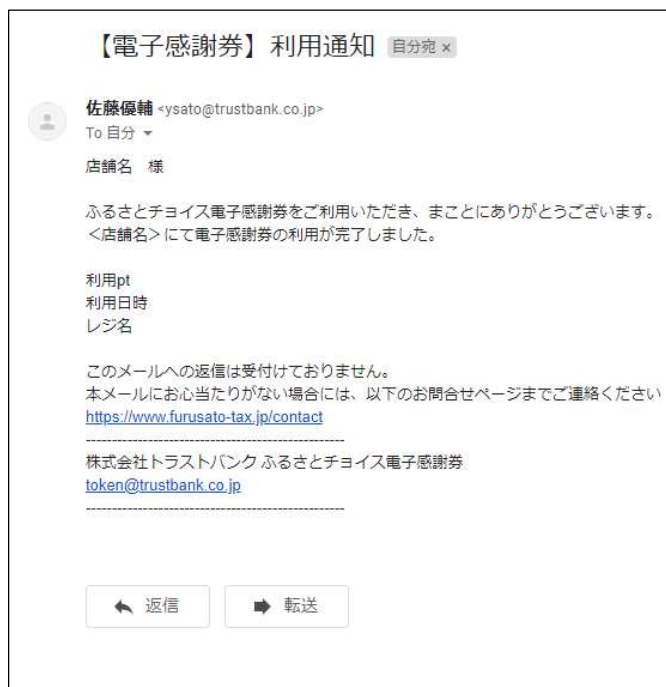 【電子感謝券】利用通知 自分宛 ×
佐藤優輔 <ysato@trustbank.co.jp>
To 自分
店舗名　様
ふるさとチョイス電子感謝券をご利用いただき、まことにありがとうございます。
＜店舗名＞にて電子感謝券の利用が完了しました。
利用pt
利用日時
レジ名
このメールへの返信は受付けておりません。
本メールにお心当たりがない場合には、以下のお問合せページまでご連絡ください
https://www.furusato-tax.jp/contact
--------------------------------------------------
株式会社トラストバンク ふるさとチョイス電子感謝券
token@trustbank.co.jp
--------------------------------------------------
返信 転送